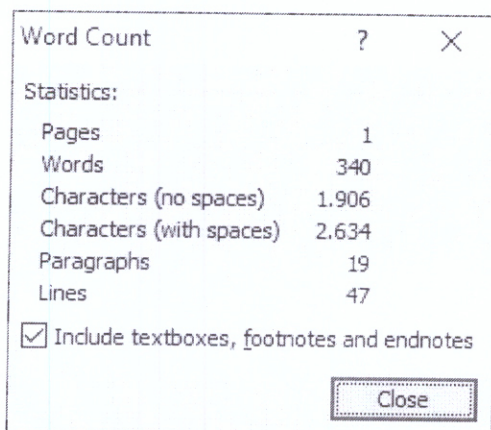 Word Count ? ×
Statistics:
Pages 1
Words 340
Characters (no spaces) 1.906
Characters (with spaces) 2.634
Paragraphs 19
Lines 47
Include textboxes, footnotes and endnotes
Close